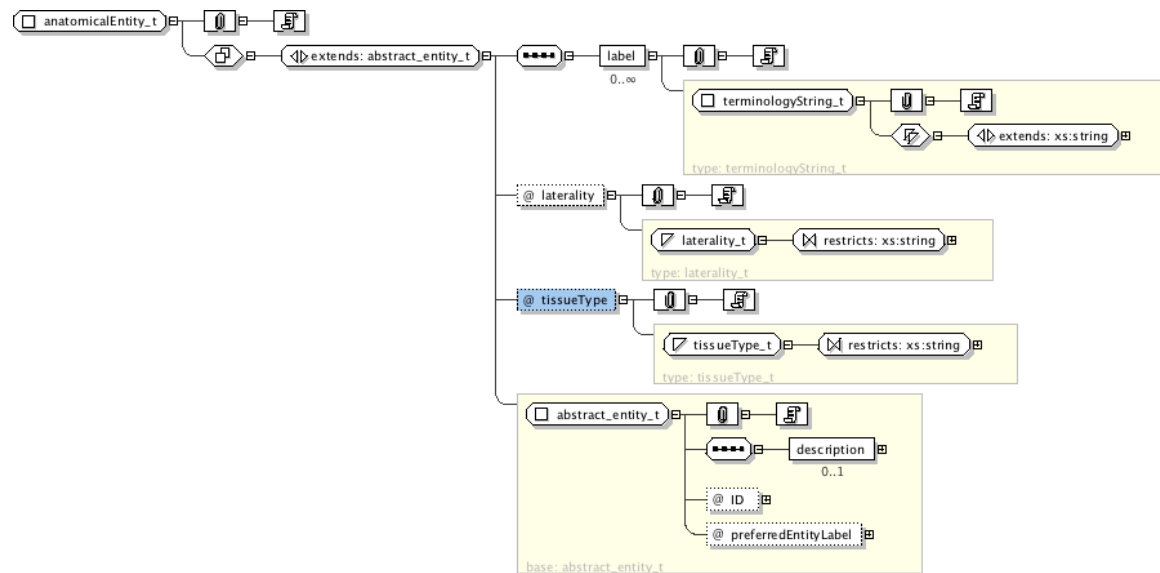 anatomicalEntity_t
extends: abstract_entity_t
label
0..∞
terminologyString_t
extends: xs:string
type: terminologyString_t
@ laterality
laterality_t
restricts: xs:string
type: laterality_t
@ tissueType
tissueType_t
restricts: xs:string
type: tissueType_t
abstract_entity_t
description
0..1
@ ID
@ preferredEntityLabel
base: abstract_entity_t